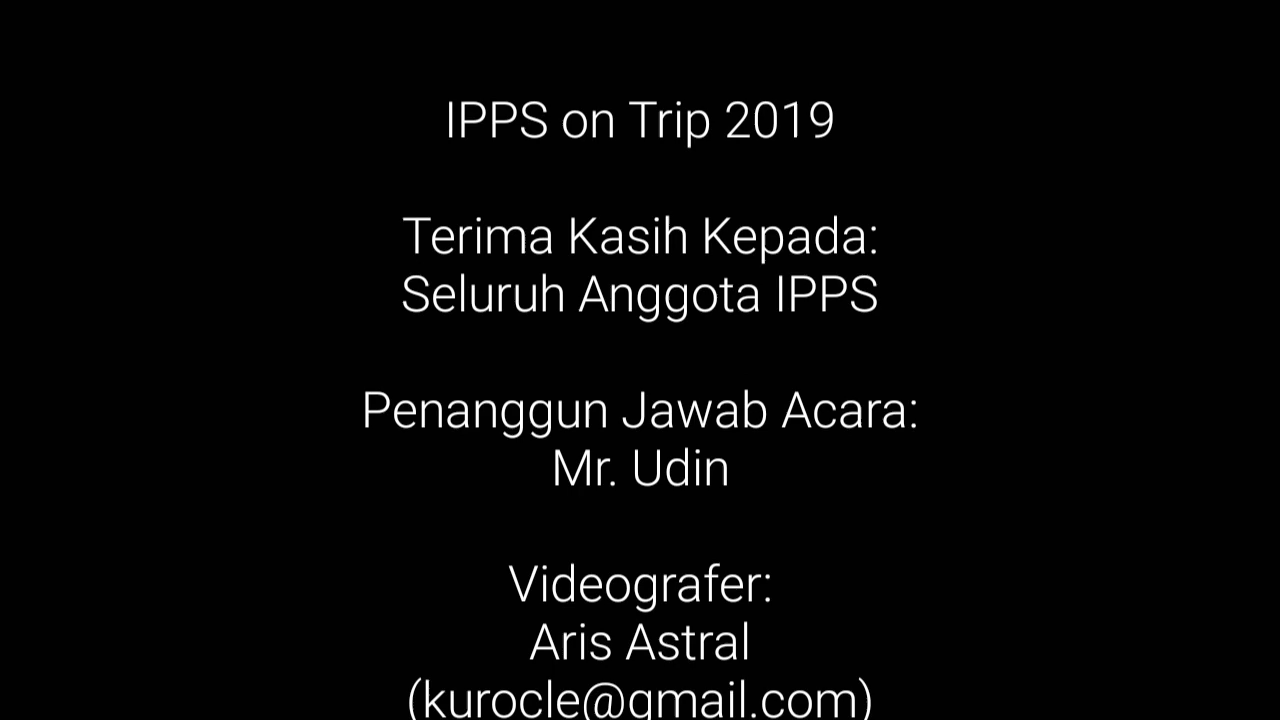 IPPS on Trip 2019
Terima Kasih Kepada:
Seluruh Anggota IPPS
Penanggun Jawab Acara:
Mr. Udin
Videografer:
Aris Astral
(kurocle@gmail.com)